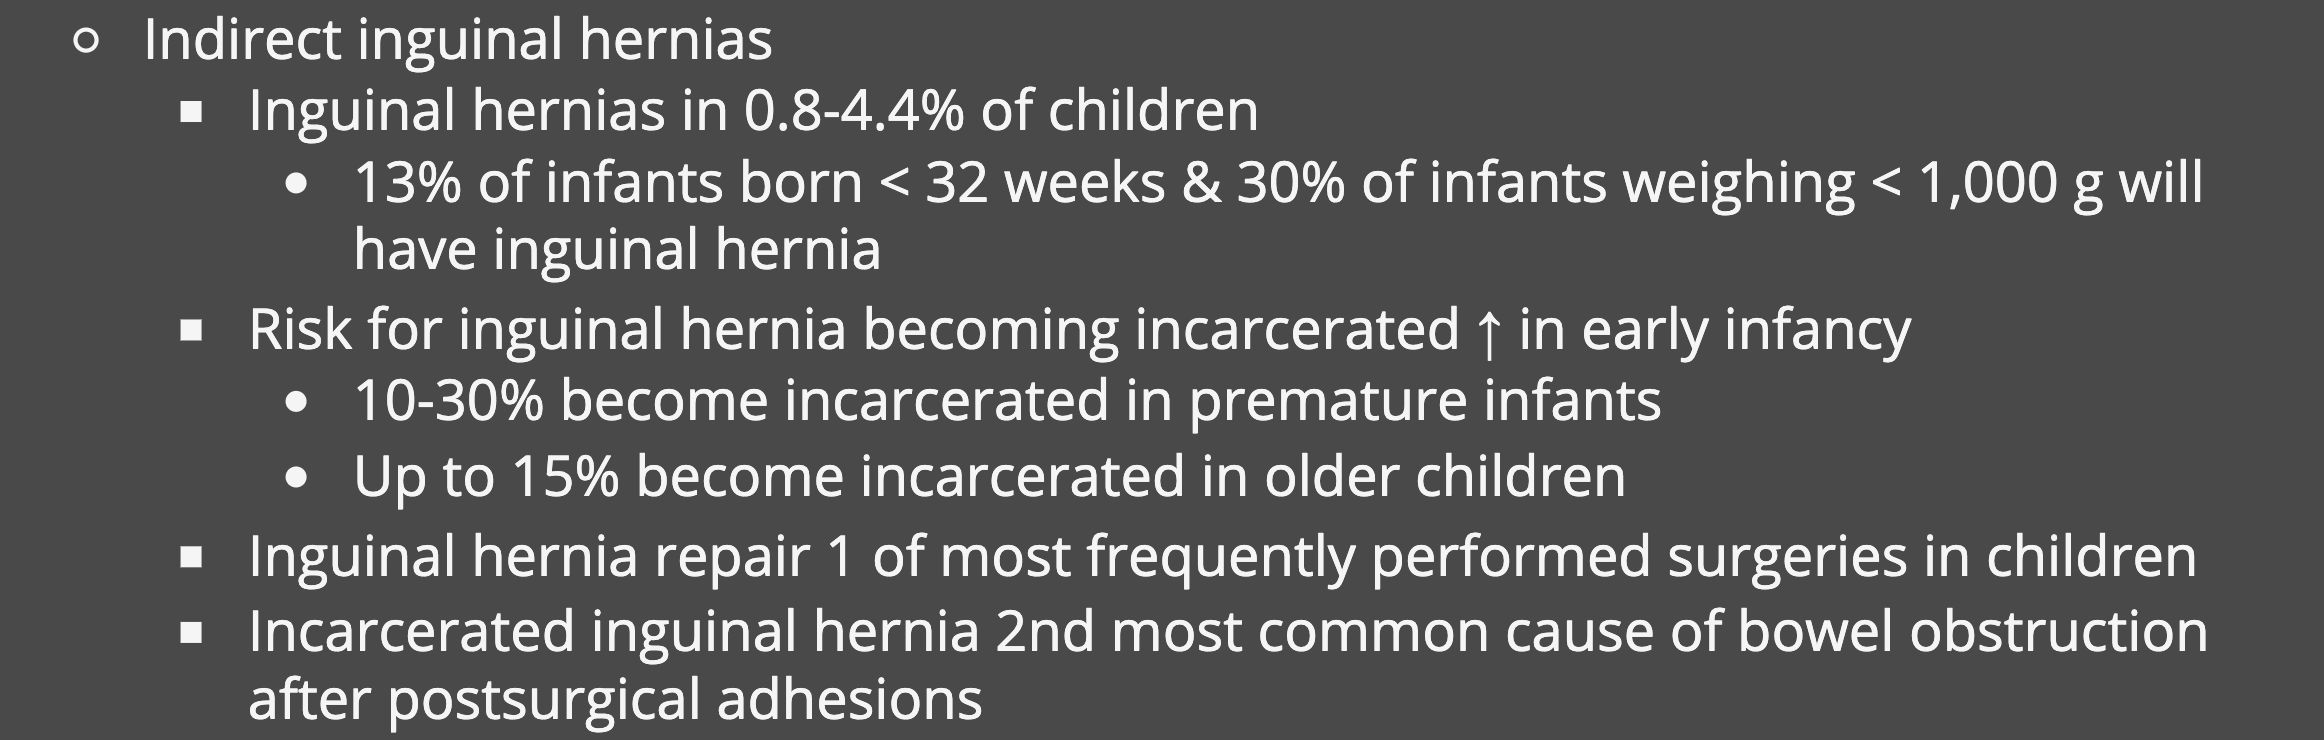 Indirect inguinal hernias
Inguinal hernias in 0.8-4.4% of children
13% of infants born < 32 weeks & 30% of infants weighing < 1,000 g will
have inguinal hernia
Risk for inguinal hernia becoming incarcerated ↑ in early infancy
10-30% become incarcerated in premature infants
Up to 15% become incarcerated in older children
Inguinal hernia repair 1 of most frequently performed surgeries in children
Incarcerated inguinal hernia 2nd most common cause of bowel obstruction
after postsurgical adhesions